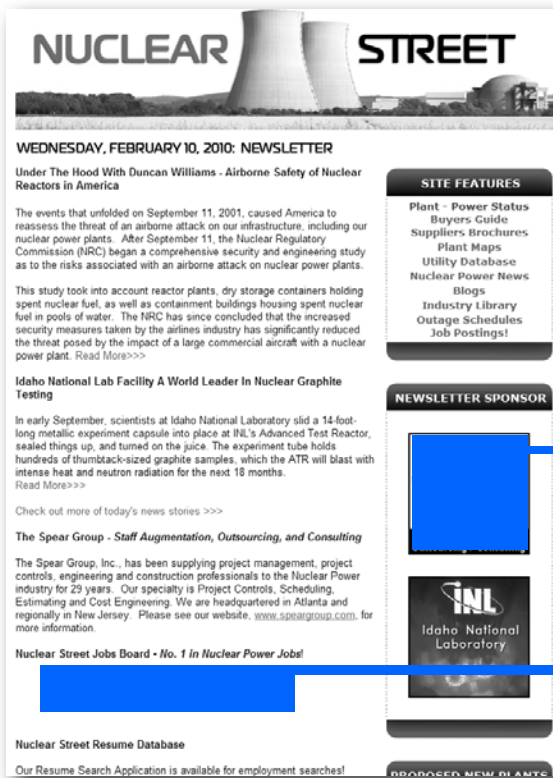 NUCLEAR STREET
WEDNESDAY, FEBRUARY 10, 2010: NEWSLETTER
Under The Hood With Duncan Williams - Airborne Safety of Nuclear
Reactors in America
The events that unfolded on September 11, 2001, caused America to
reassess the threat of an airborne attack on our infrastructure, including our
nuclear power plants. After September 11, the Nuclear Regulatory
Commission (NRC) began a comprehensive security and engineering study
as to the risks associated with an airborne attack on nuclear power plants.
This study took into account reactor plants, dry storage containers holding
spent nuclear fuel, as well as containment buildings housing spent nuclear
fuel in pools of water. The NRC has since concluded that the increased
security measures taken by the airlines industry has significantly reduced
the threat posed by the impact of a large commercial aircraft with a nuclear
power plant. Read More>>>
Idaho National Lab Facility A World Leader In Nuclear Graphite
Testing
In early September, scientists at Idaho National Laboratory slid a 14-foot-
long metallic experiment capsule into place at INL's Advanced Test Reactor,
sealed things up, and turned on the juice. The experiment tube holds
hundreds of thumbtack-sized graphite samples, which the ATR will blast with
intense heat and neutron radiation for the next 18 months.
Read More>>>
Check out more of today's news stories >>>
The Spear Group - Staff Augmentation, Outsourcing, and Consulting
The Spear Group, Inc., has been supplying project management, project
controls, engineering and construction professionals to the Nuclear Power
industry for 29 years. Our specialty is Project Controls, Scheduling,
Estimating and Cost Engineering. We are headquartered in Atlanta and
regionally in New Jersey. Please see our website, www.speargroup.com, for
more information.
Nuclear Street Jobs Board - No. 1 in Nuclear Power Jobs!
Nuclear Street Resume Database
Our Resume Search Application is available for employment searches!
SITE FEATURES
Plant - Power Status
Buyers Guide
Suppliers Brochures
Plant Maps
Utility Database
Nuclear Power News
Blogs
Industry Library
Outage Schedules
Job Postings!
NEWSLETTER SPONSOR
INL
Idaho National
Laboratory
PROPOSED NEW PLANTS